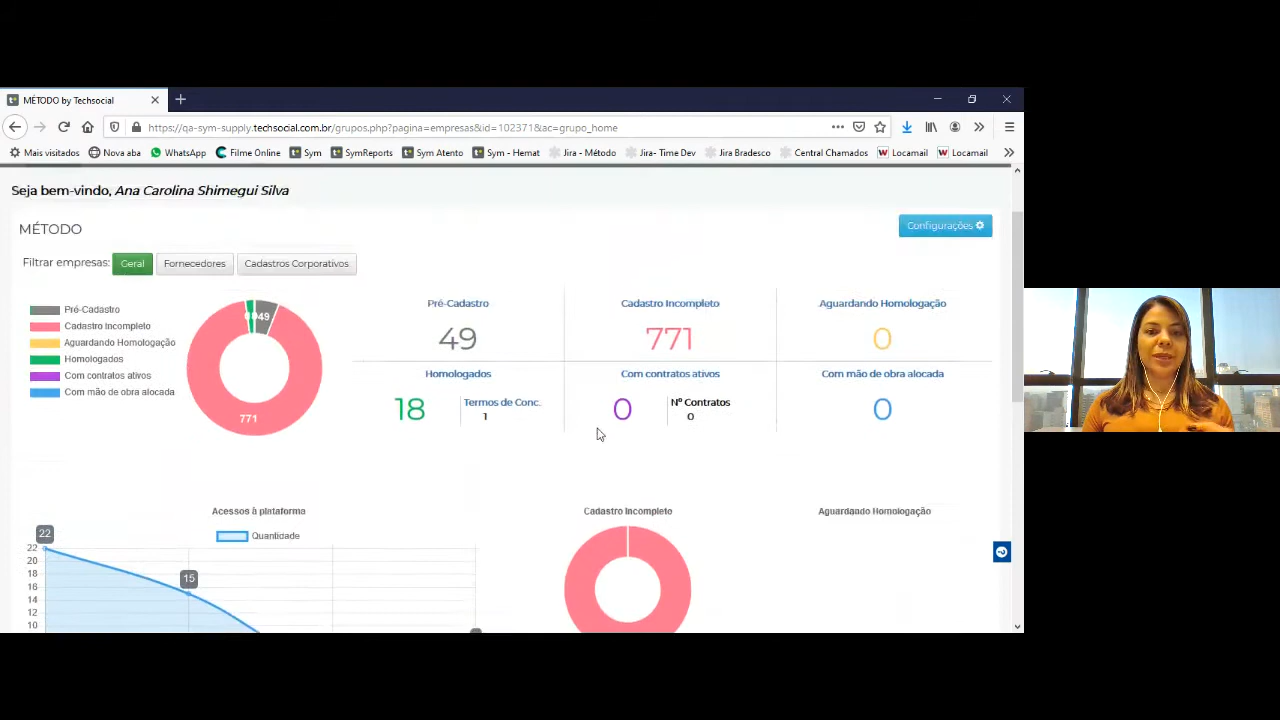 MÉTODO by Techsocial
https://qa-sym-supply.techsocial.com.br/grupos.php?pagina=empresas&id=102371&ac=grupo_home
Mais visitados Nova aba WhatsApp Filme Online Sym SymReports Sym Atento Sym - Hemat Jira - Método Jira- Time Dev Jira Bradesco Central Chamados Locamail Locamail
Seja bem-vindo, Ana Carolina Shimegui Silva
MÉTODO
Configurações
Filtrar empresas: Geral Fornecedores Cadastros Corporativos
Pré-Cadastro
Cadastro Incompleto
Aguardando Homologação
Homologados
Com contratos ativos
Com mão de obra alocada
49
771
Pré-Cadastro
49
Cadastro Incompleto
771
Aguardando Homologação
0
Homologados
18
Termos de Conc.
1
Com contratos ativos
0
Nº Contratos
0
Com mão de obra alocada
0
Acessos à plataforma
Quantidade
22
15
22
20
18
16
14
12
10
Cadastro Incompleto
Aguardando Homologação